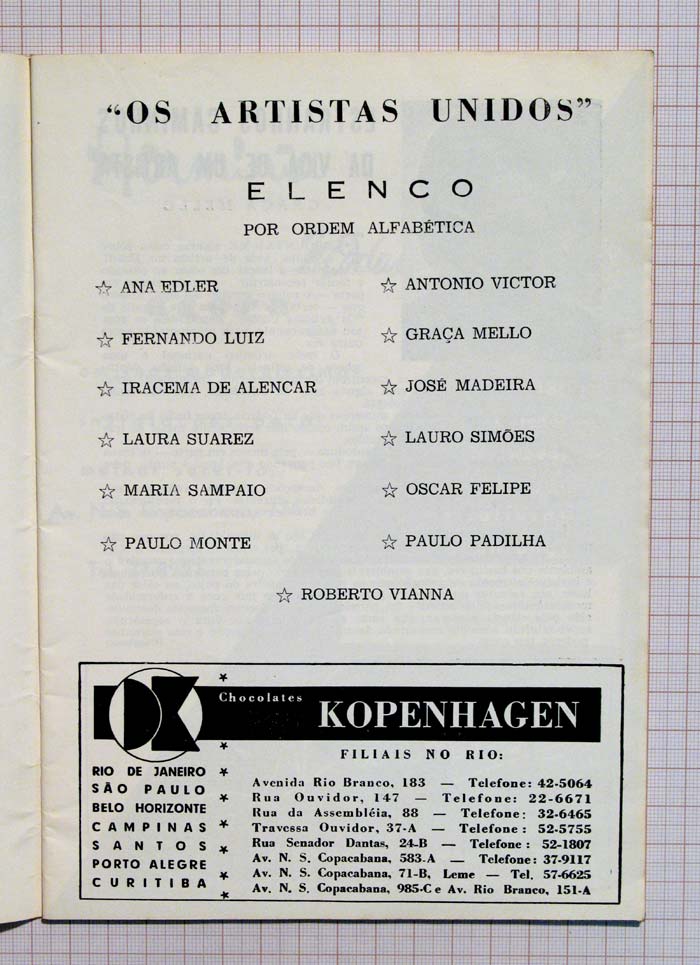 “OS ARTISTAS UNIDOS”
ELENCO
POR ORDEM ALFABÉTICA
☆ ANA EDLER
☆ ANTONIO VICTOR
☆ FERNANDO LUIZ
☆ GRAÇA MELLO
☆ IRACEMA DE ALENCAR
☆ JOSÉ MADEIRA
☆ LAURA SUAREZ
☆ LAURO SIMÕES
☆ MARIA SAMPAIO
☆ OSCAR FELIPE
☆ PAULO MONTE
☆ PAULO PADILHA
☆ ROBERTO VIANNA
Chocolates KOPENHAGEN
RIO DE JANEIRO
SÃO PAULO
BELO HORIZONTE
CAMPINAS
SANTOS
PORTO ALEGRE
CURITIBA
FILIAIS NO RIO:
Avenida Rio Branco, 183 — Telefone: 42-5064
Rua Ouvidor, 147 — Telefone: 22-6671
Rua da Assembléia, 88 — Telefone: 32-6465
Travessa Ouvidor, 37-A — Telefone: 52-5755
Rua Senador Dantas, 24-B — Telefone: 52-1807
Av. N. S. Copacabana, 583-A — Telefone: 37-9117
Av. N. S. Copacabana, 71-B, Leme — Tel. 57-6625
Av. N. S. Copacabana, 985-C e Av. Rio Branco, 151-A